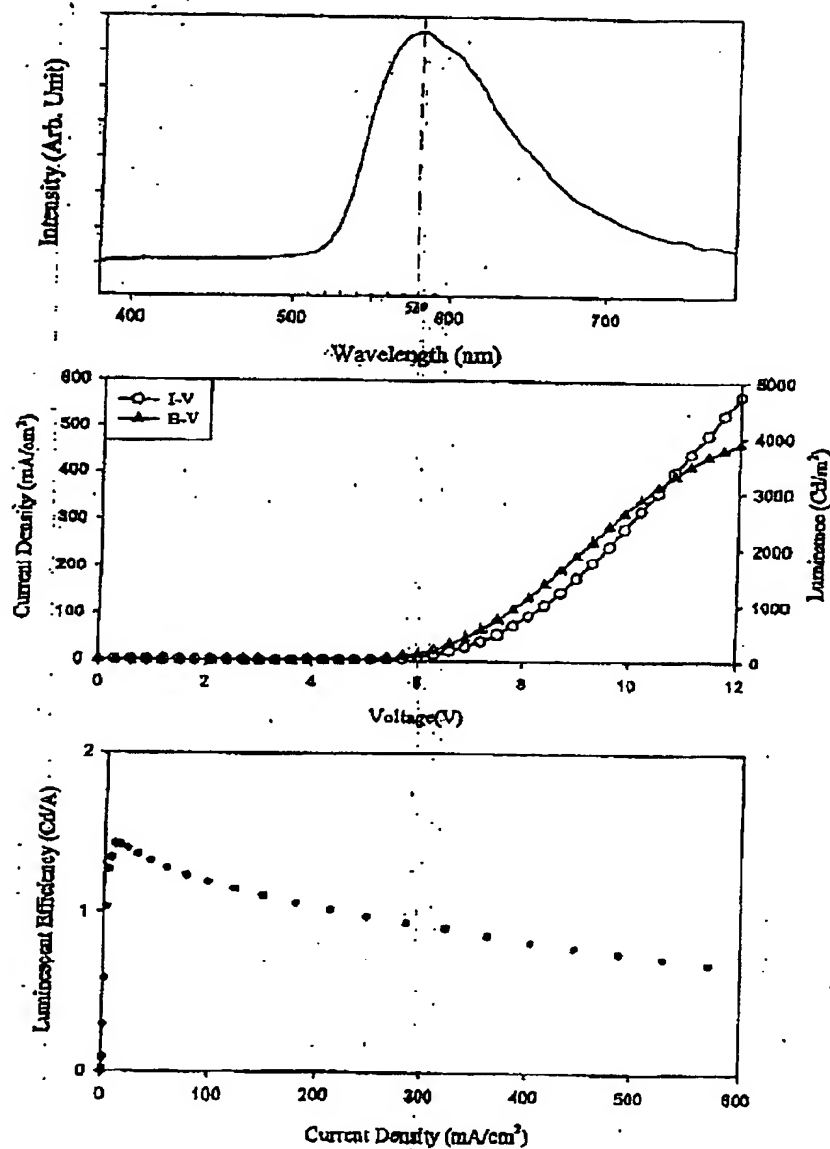 Intensity (Arb. Unit)
400 500 600 700
Wavelength (nm)
Current Density (mA/cm²)
600
500
400
300
200
100
0
I-V
B-V
5000
4000
3000
2000
1000
0
Luminance (Cd/m²)
0 2 4 6 8 10 12
Voltage(V)
Luminescent Efficiency (Cd/A)
2
1
0
0 100 200 300 400 500 600
Current Density (mA/cm²)